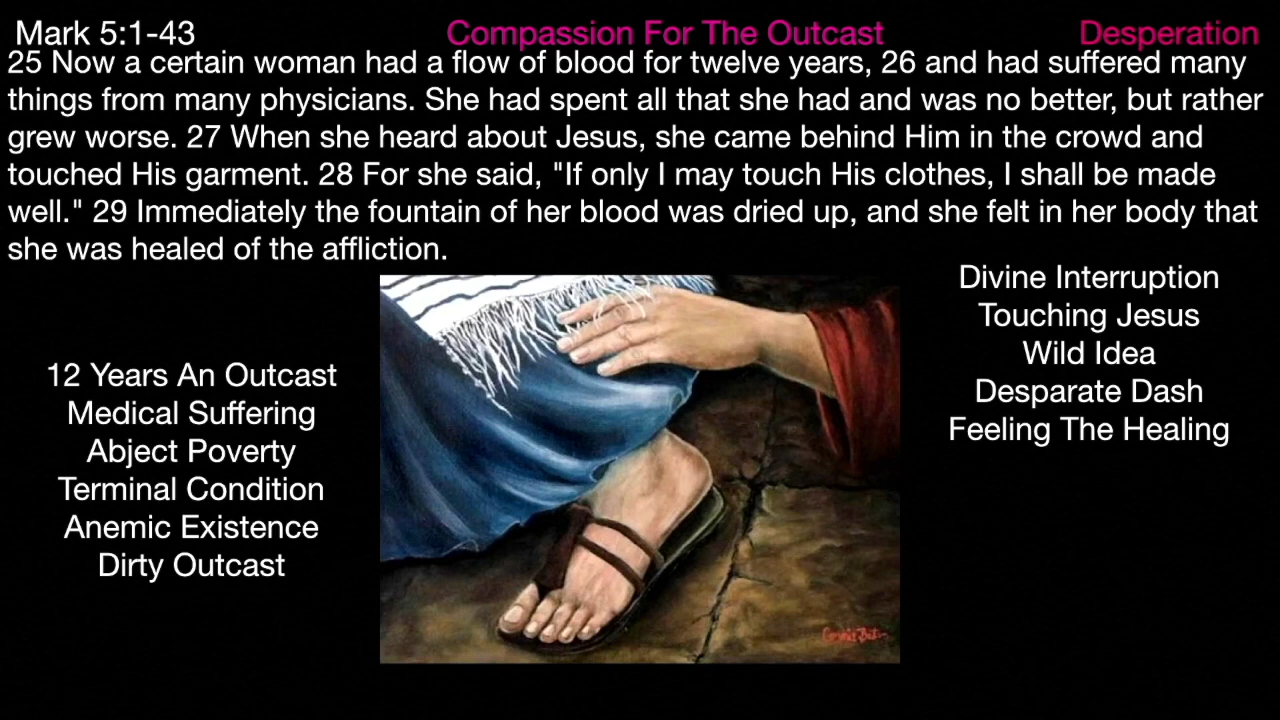 Mark 5:1-43
Compassion For The Outcast
Desperation
25 Now a certain woman had a flow of blood for twelve years, 26 and had suffered many
things from many physicians. She had spent all that she had and was no better, but rather
grew worse. 27 When she heard about Jesus, she came behind Him in the crowd and
touched His garment. 28 For she said, "If only I may touch His clothes, I shall be made
well." 29 Immediately the fountain of her blood was dried up, and she felt in her body that
she was healed of the affliction.
12 Years An Outcast
Medical Suffering
Abject Poverty
Terminal Condition
Anemic Existence
Dirty Outcast
Divine Interruption
Touching Jesus
Wild Idea
Desparate Dash
Feeling The Healing